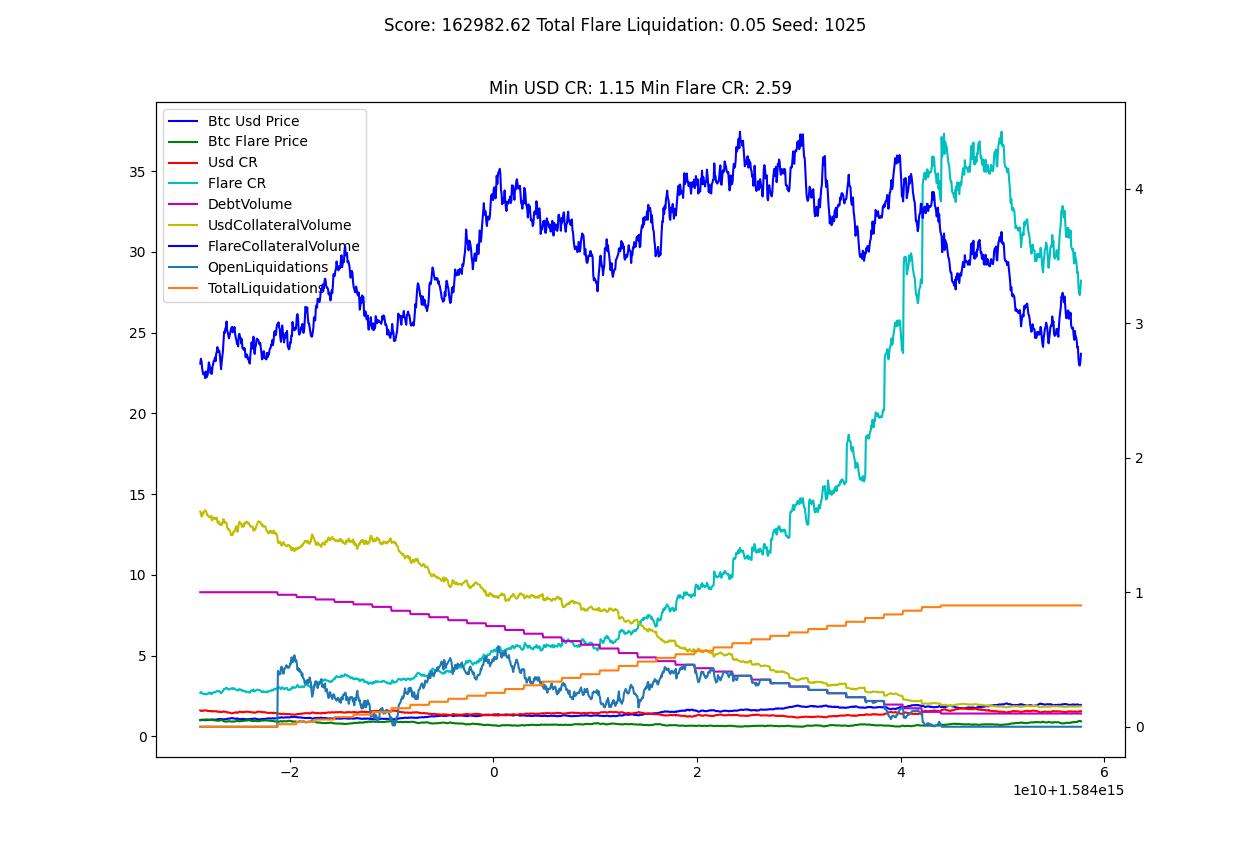 Score: 162982.62 Total Flare Liquidation: 0.05 Seed: 1025
Min USD CR: 1.15 Min Flare CR: 2.59
Btc Usd Price
Btc Flare Price
Usd CR
Flare CR
DebtVolume
UsdCollateralVolume
FlareCollateralVolume
OpenLiquidations
TotalLiquidations
35
30
25
20
15
10
5
0
4
3
2
1
0
−2
0
2
4
6
1e10+1.584e15